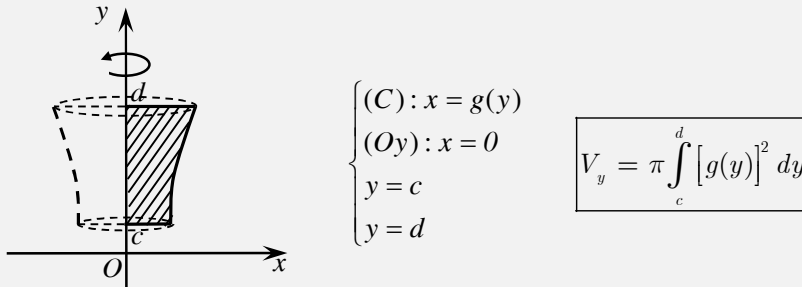 y
d
c
O
x
(C): x = g(y)
(Oy): x = 0
y = c
y = d
V_y = π∫_c^d [g(y)]² dy